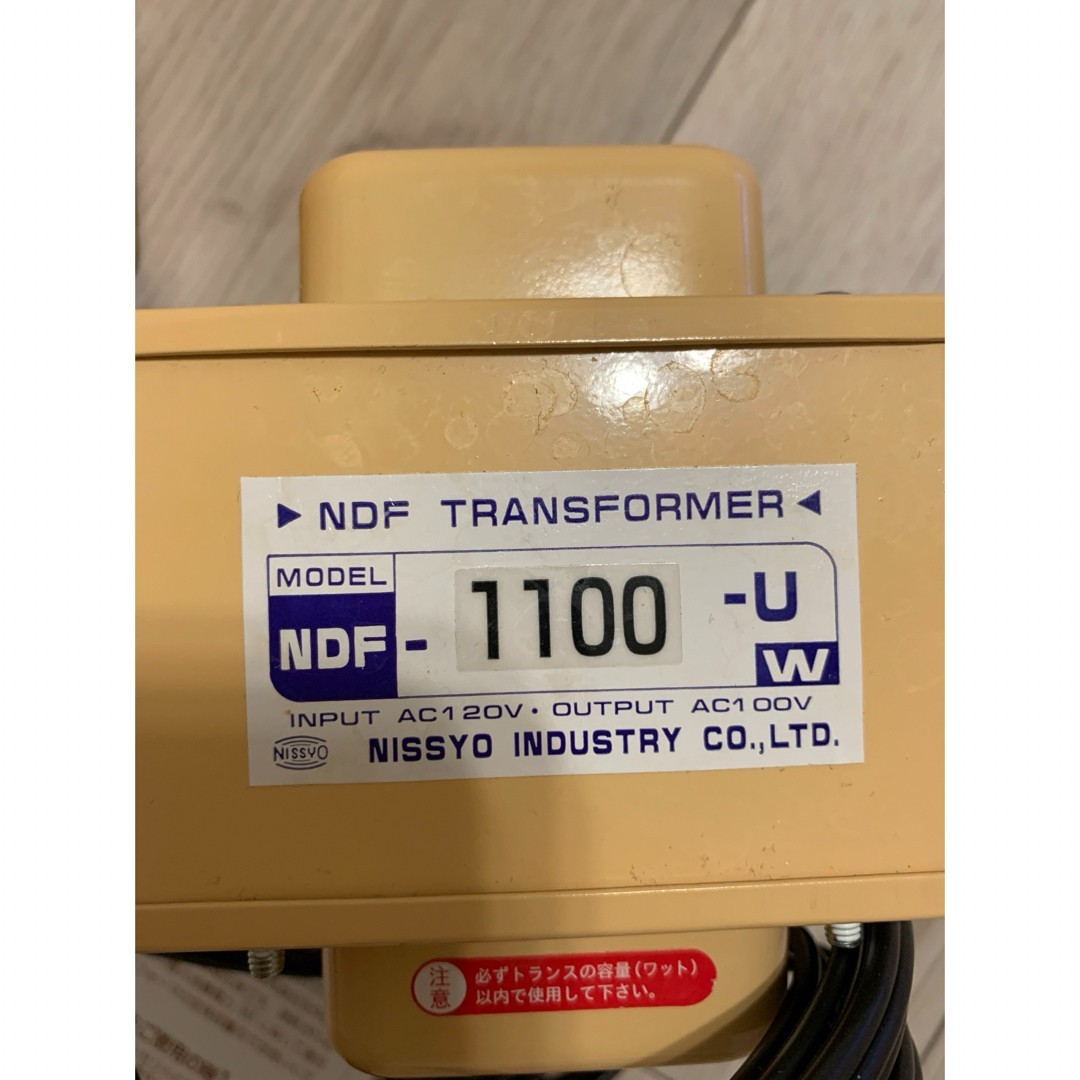 ▶ NDF TRANSFORMER ◀
MODEL
NDF- 1100 -U
W
INPUT AC120V・OUTPUT AC100V
NISSYO NISSYO INDUSTRY CO.,LTD.
注意
必ずトランスの容量(ワット)
以内で使用して下さい。